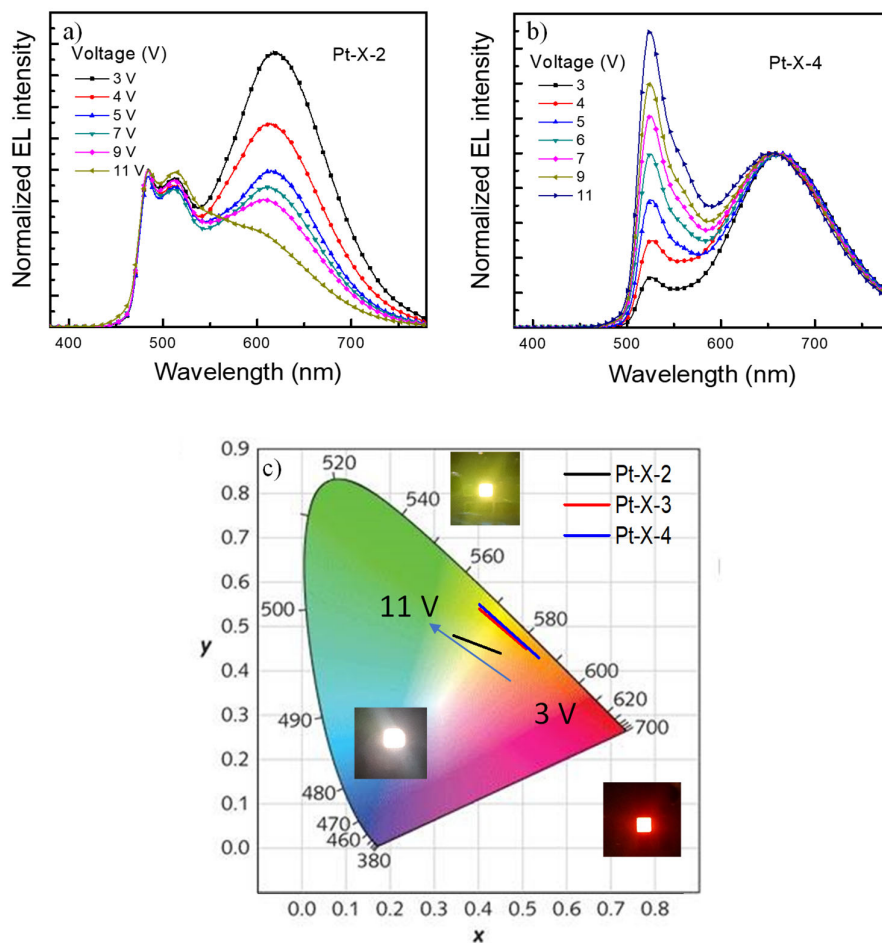 a)
Pt-X-2
Voltage (V)
3 V
4 V
5 V
7 V
9 V
11 V
Normalized EL intensity
400 500 600 700
Wavelength (nm)
b)
Pt-X-4
Voltage (V)
3
4
5
6
7
9
11
Normalized EL intensity
400 500 600 700
Wavelength (nm)
c)
Pt-X-2
Pt-X-3
Pt-X-4
0.9
0.8
0.7
0.6
0.5
0.4
0.3
0.2
0.1
0.0
y
520
540
560
500
580
11 V
600
620
3 V
700
490
480
470
460
380
0.0 0.1 0.2 0.3 0.4 0.5 0.6 0.7 0.8
x